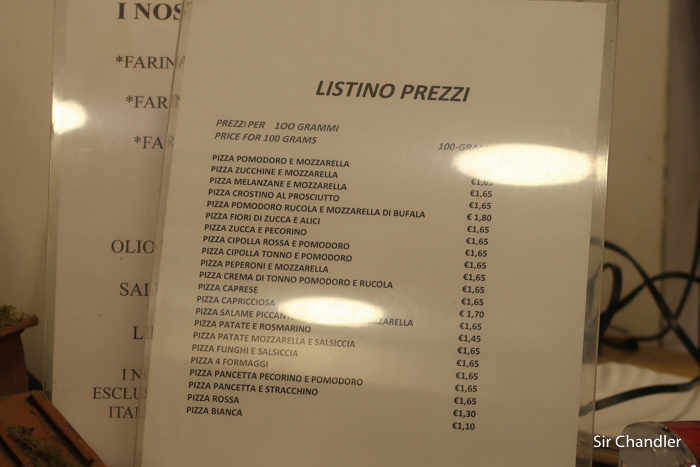 I NOS
*FARINA
*FARIN
*FAR
OLIO
SAL
I NO
ESCLUS
ITAL
LISTINO PREZZI
PREZZI PER 100 GRAMMI
PRICE FOR 100 GRAMS
PIZZA POMODORO E MOZZARELLA
PIZZA ZUCCHINE E MOZZARELLA €1,65
PIZZA MELANZANE E MOZZARELLA €1,65
PIZZA CROSTINO AL PROSCIUTTO €1,65
PIZZA POMODORO RUCOLA E MOZZARELLA DI BUFALA € 1,80
PIZZA FIORI DI ZUCCA E ALICI €1,65
PIZZA ZUCCA E PECORINO €1,65
PIZZA CIPOLLA ROSSA E POMODORO €1,65
PIZZA CIPOLLA TONNO E POMODORO €1,65
PIZZA PEPERONI E MOZZARELLA €1,65
PIZZA CREMA DI TONNO POMODORO E RUCOLA €1,65
PIZZA CAPRESE €1,65
PIZZA CAPRICCIOSA € 1,70
PIZZA SALAME PICCANT MOZZARELLA €1,65
PIZZA PATATE E ROSMARINO €1,45
PIZZA PATATE MOZZARELLA E SALSICCIA €1,65
PIZZA FUNGHI E SALSICCIA €1,65
PIZZA 4 FORMAGGI €1,65
PIZZA PANCETTA PECORINO E POMODORO €1,65
PIZZA PANCETTA E STRACCHINO €1,65
PIZZA ROSSA €1,30
PIZZA BIANCA €1,10
Sir Chandler